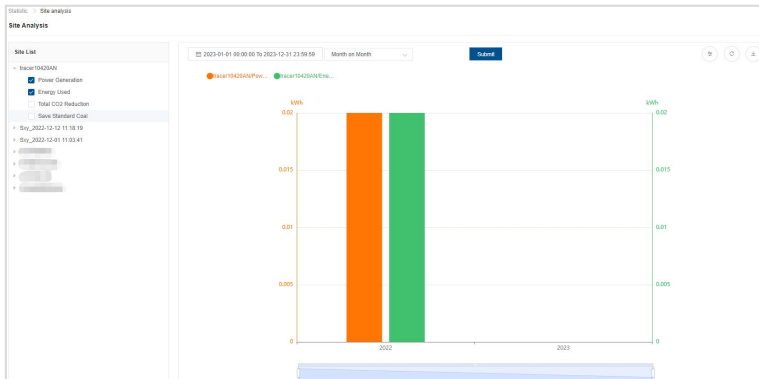 Statistic > Site analysis
Site Analysis
Site List
tracer10420AN
Power Generation
Energy Used
Total CO2 Reduction
Save Standard Coal
Sxy_2022-12-12 11:18:19
Sxy_2022-12-01 11:03:41
2023-01-01 00:00:00 To 2023-12-31 23:59:59 Month on Month Submit
tracer10420AN/Pow... tracer10420AN/Ene...
kWh kWh
0.02 0.02
0.015 0.015
0.01 0.01
0.005 0.005
0 0
2022 2023